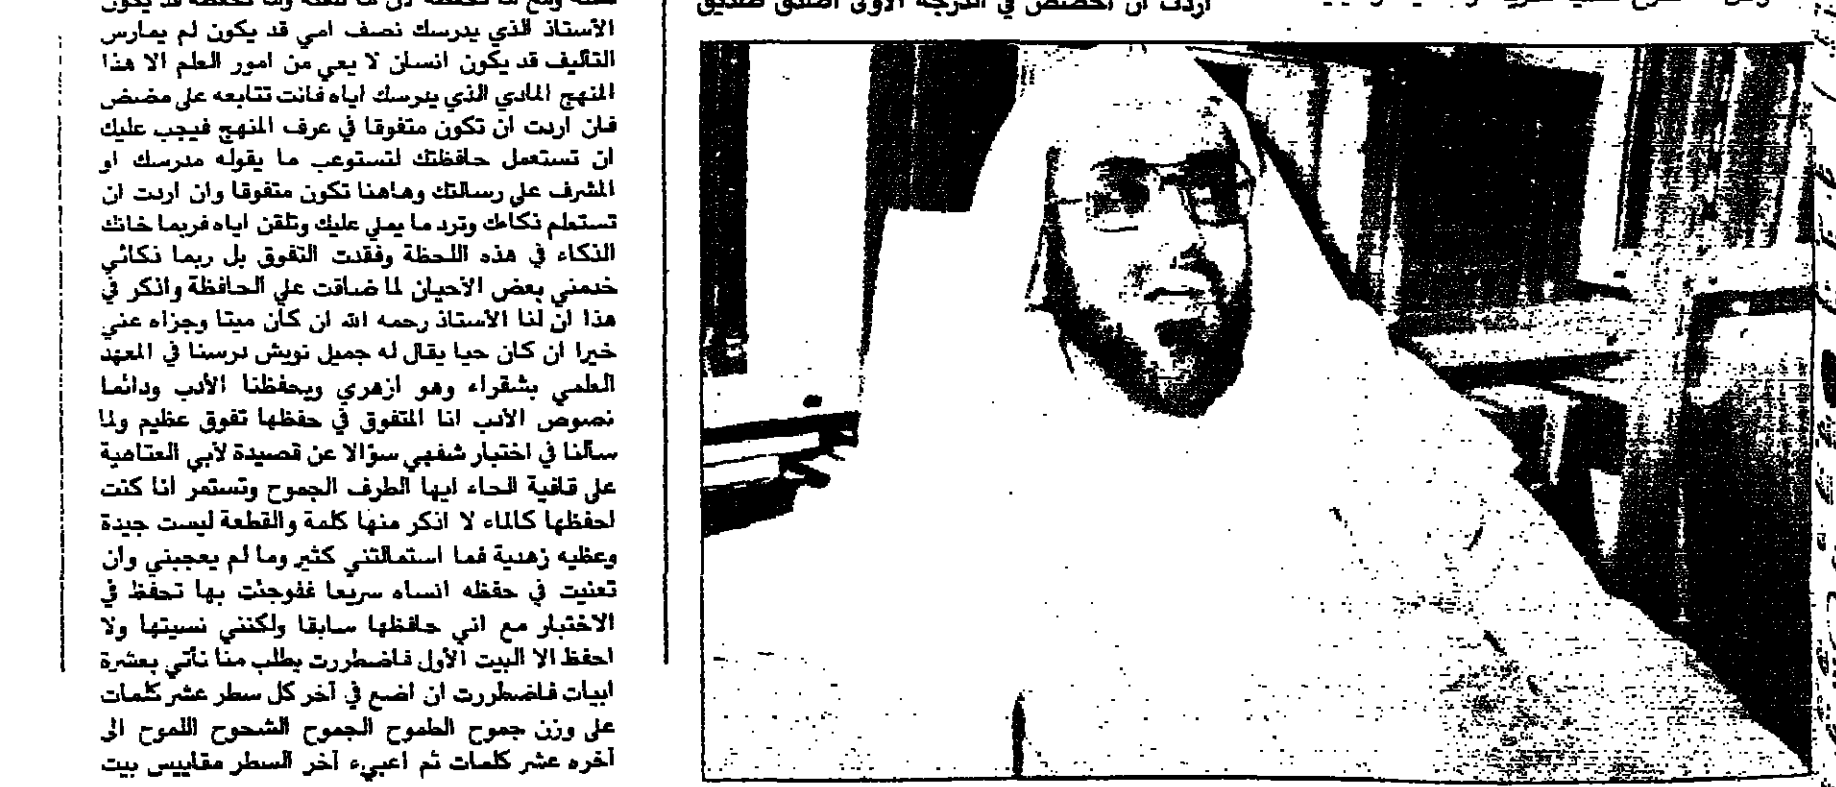 اردت ان اتخصص في الدرجة الأولى اصدق صديق
الأستاذ الذي يدرسك نصف امي قد يكون لم يمارس
التأليف قد يكون انسان لا يعي من امور العلم الا هذا
المنهج المادي الذي يدرسك اياه فانت تتابعه على مضض
فان اردت ان تكون متفوقا في عرف المنهج فيجب عليك
ان تستعمل حافظتك لتستوعب ما يقوله مدرسك او
المشرف على رسالتك وهاهنا تكون متفوقا وان اردت ان
تستعلم ذكاءك وترد ما يملي عليك وتلقن اياه فربما خانك
الذكاء في هذه اللحظة وفقدت التفوق بل ربما ذكائي
خدمني بعض الأحيان لما ضاقت علي الحافظة واذكر في
هذا ان لنا الأستاذ رحمه الله ان كان ميتا وجزاه عني
خيرا ان كان حيا يقال له جميل نويش درسنا في المعهد
العلمي بشقراء وهو ازهري ويحفظنا الأدب ودائما
نصوص الأدب انا المتفوق في حفظها تفوق عظيم ولما
سألنا في اختبار شفهي سؤالا عن قصيدة لأبي العتاهية
على قافية الحاء ايها الطرف الجموح وتستمر انا كنت
احفظها كالماء لا انكر منها كلمة والقطعة ليست جيدة
وعظيه زهدية فما استمالتني كثير وما لم يعجبني وان
تعنيت في حفظه انساه سريعا ففوجئت بها تحفظ في
الاختبار مع اني حافظها سابقا ولكنني نسيتها ولا
احفظ الا البيت الأول فاضطررت يطلب منا نأتي بعشرة
ابيات فاضطررت ان اضع في آخر كل سطر عشر كلمات
على وزن جموح الطموح الجموح الشحوح اللموح الى
آخره عشر كلمات ثم اعبيء آخر السطر مقاييس بيت